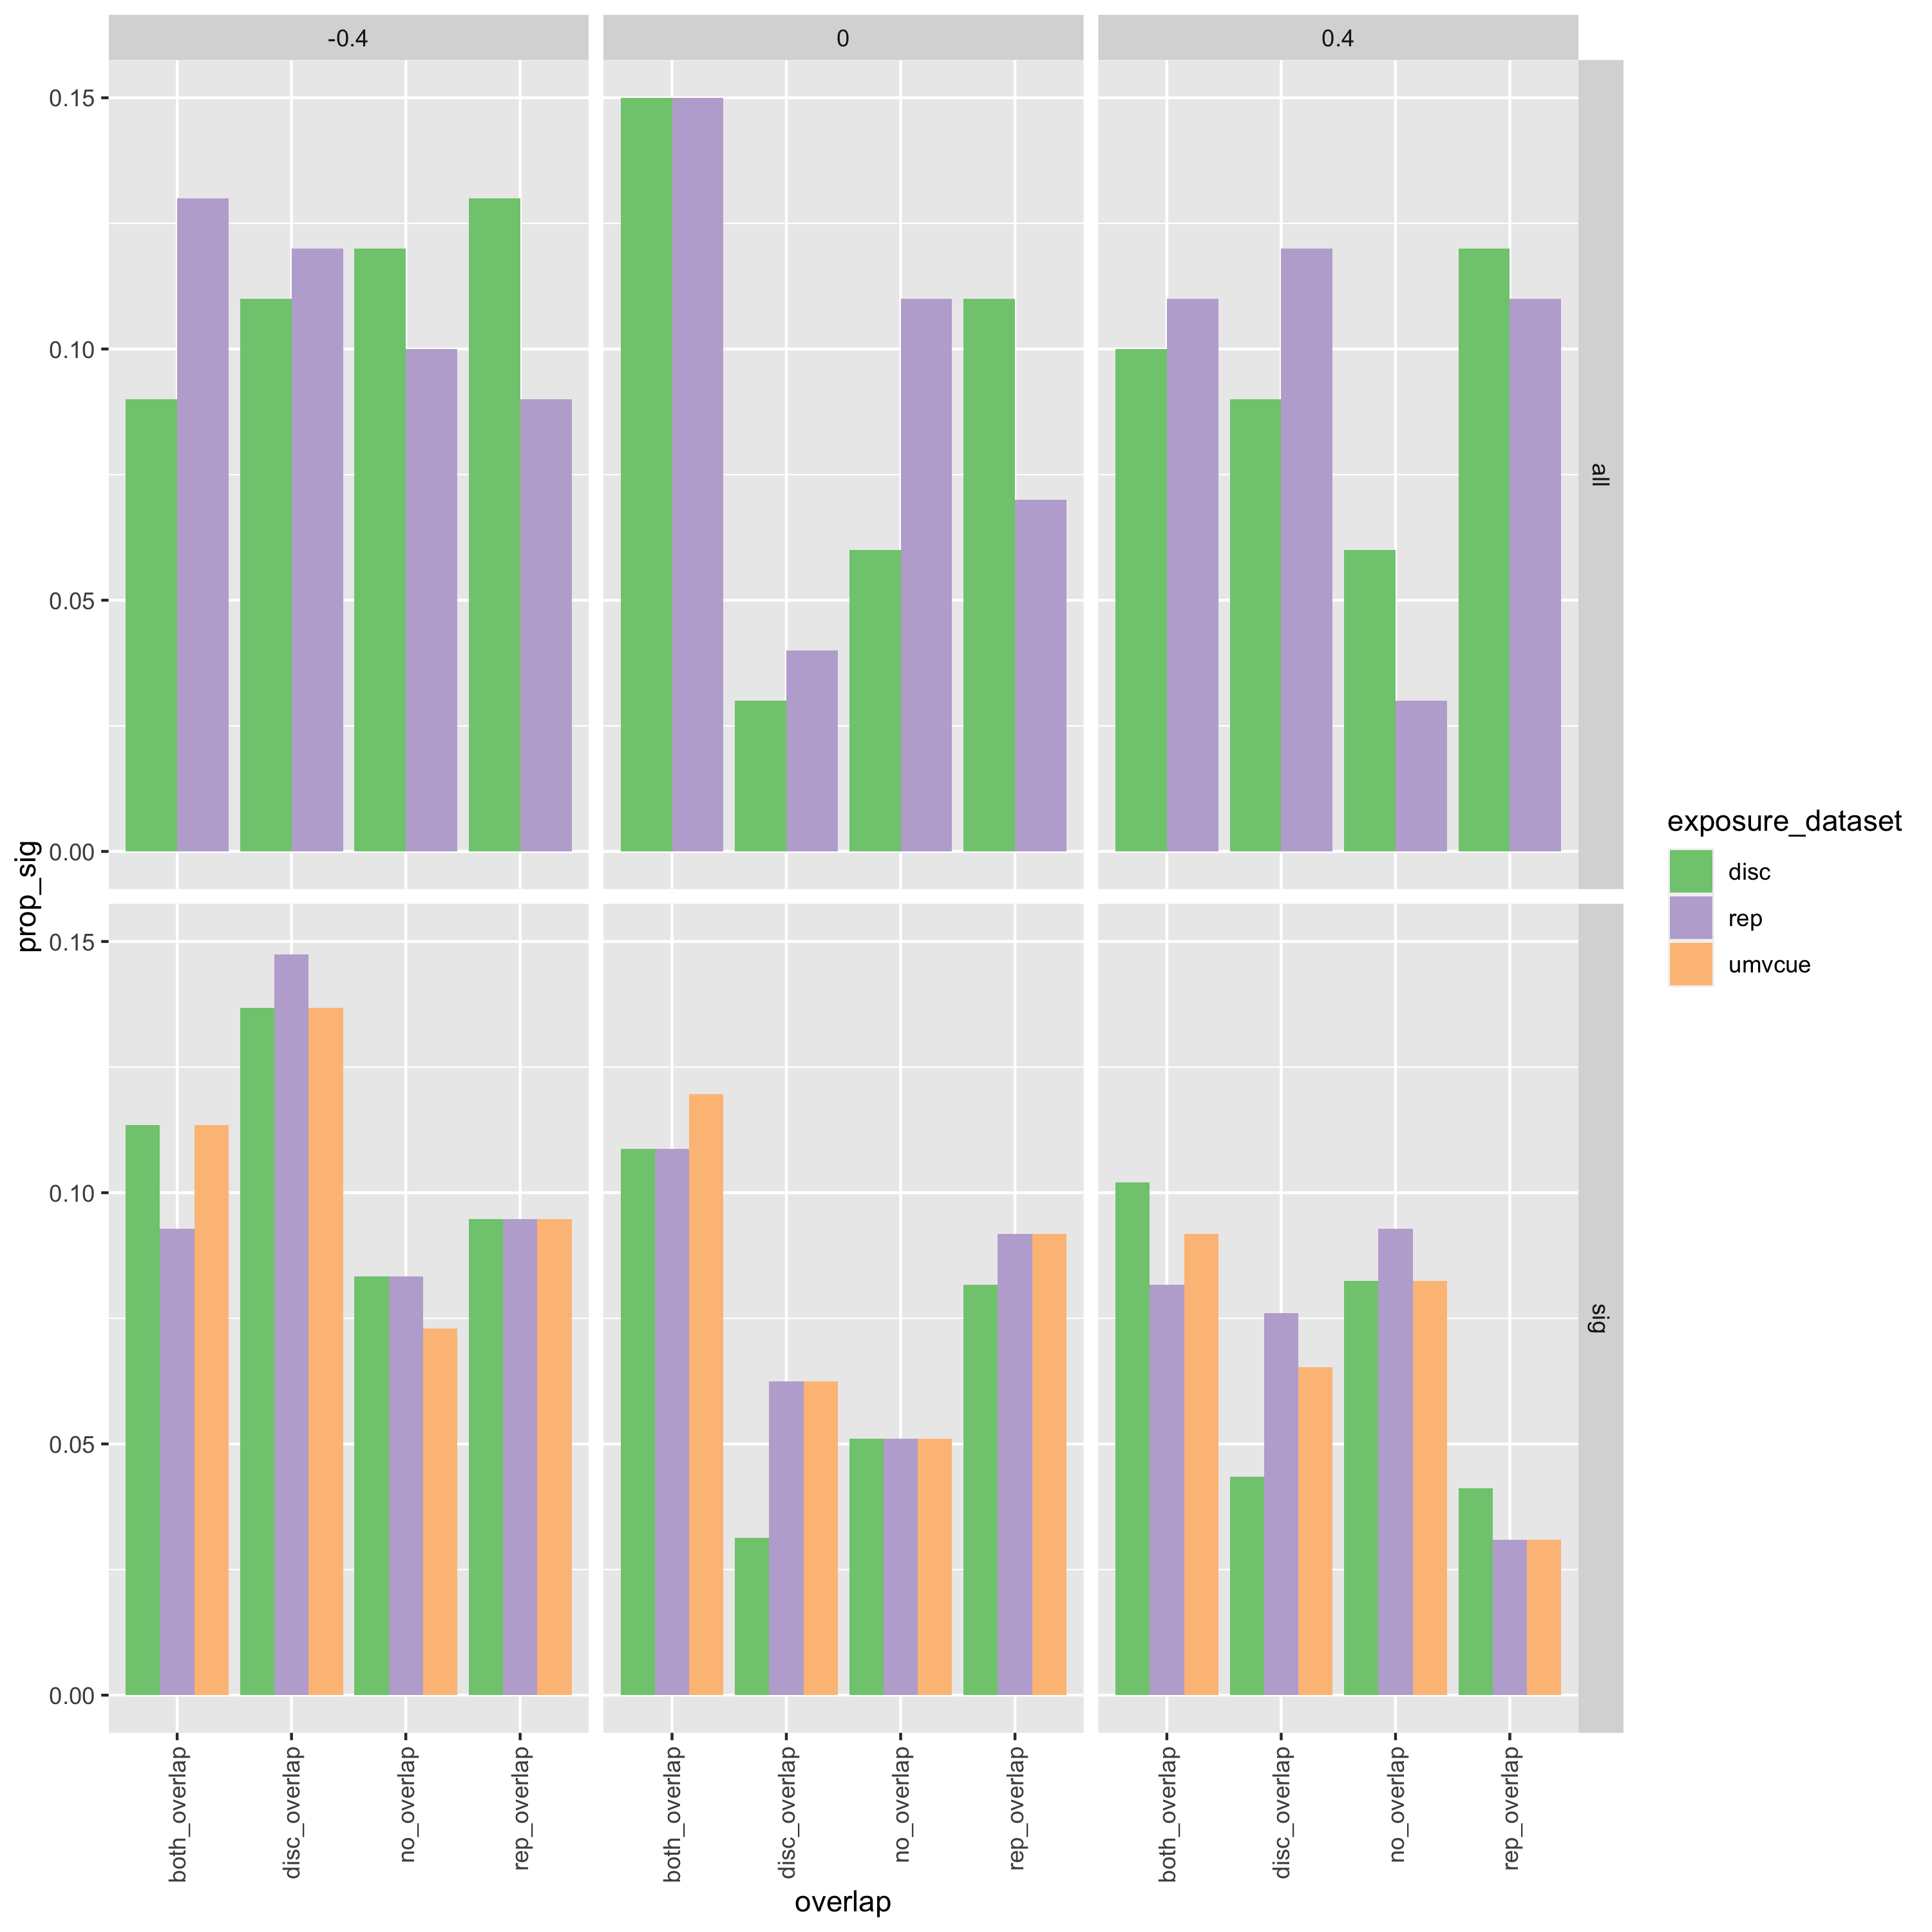 -0.4
0
0.4
0.15
0.10
0.05
0.00
all
0.15
0.10
0.05
0.00
sig
prop_sig
both_overlap
disc_overlap
no_overlap
rep_overlap
both_overlap
disc_overlap
no_overlap
rep_overlap
both_overlap
disc_overlap
no_overlap
rep_overlap
overlap
exposure_dataset
disc
rep
umvcue